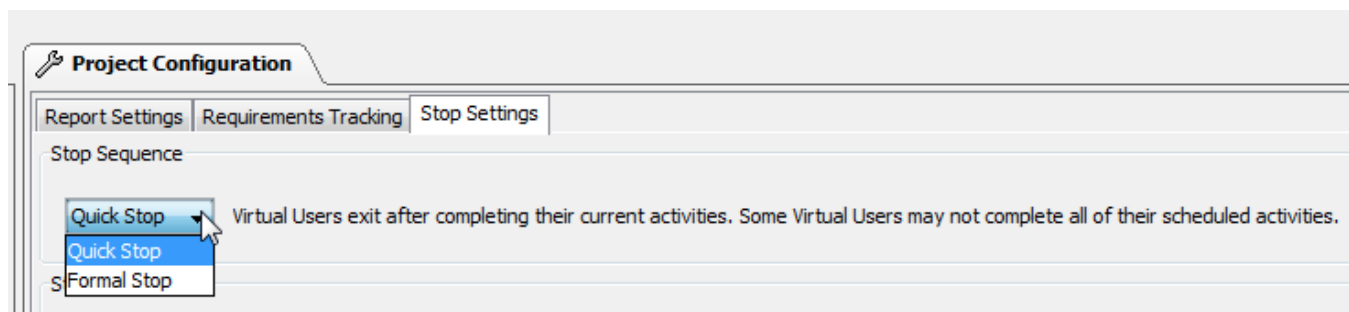 Project Configuration
Report Settings Requirements Tracking Stop Settings
Stop Sequence
Quick Stop Virtual Users exit after completing their current activities. Some Virtual Users may not complete all of their scheduled activities.
Quick Stop
Formal Stop